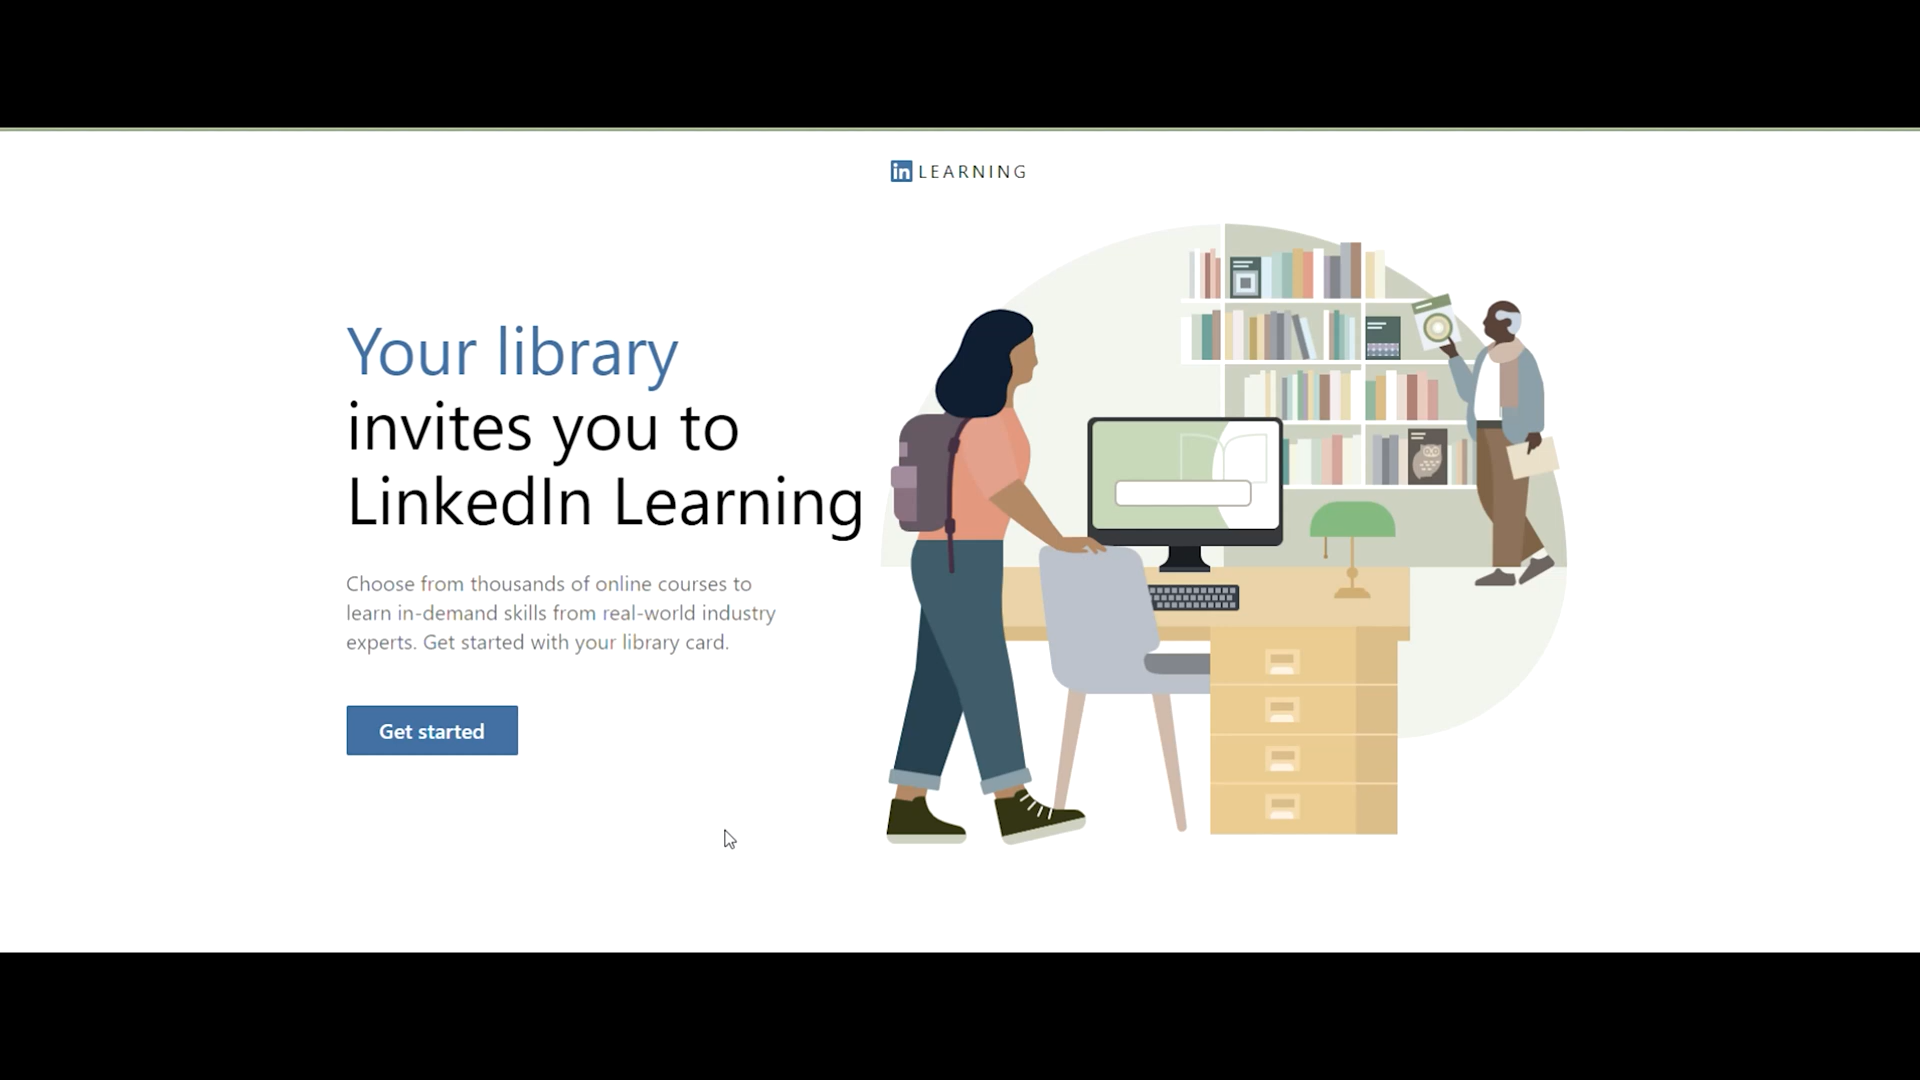 in LEARNING
Your library
invites you to
LinkedIn Learning
Choose from thousands of online courses to
learn in-demand skills from real-world industry
experts. Get started with your library card.
Get started